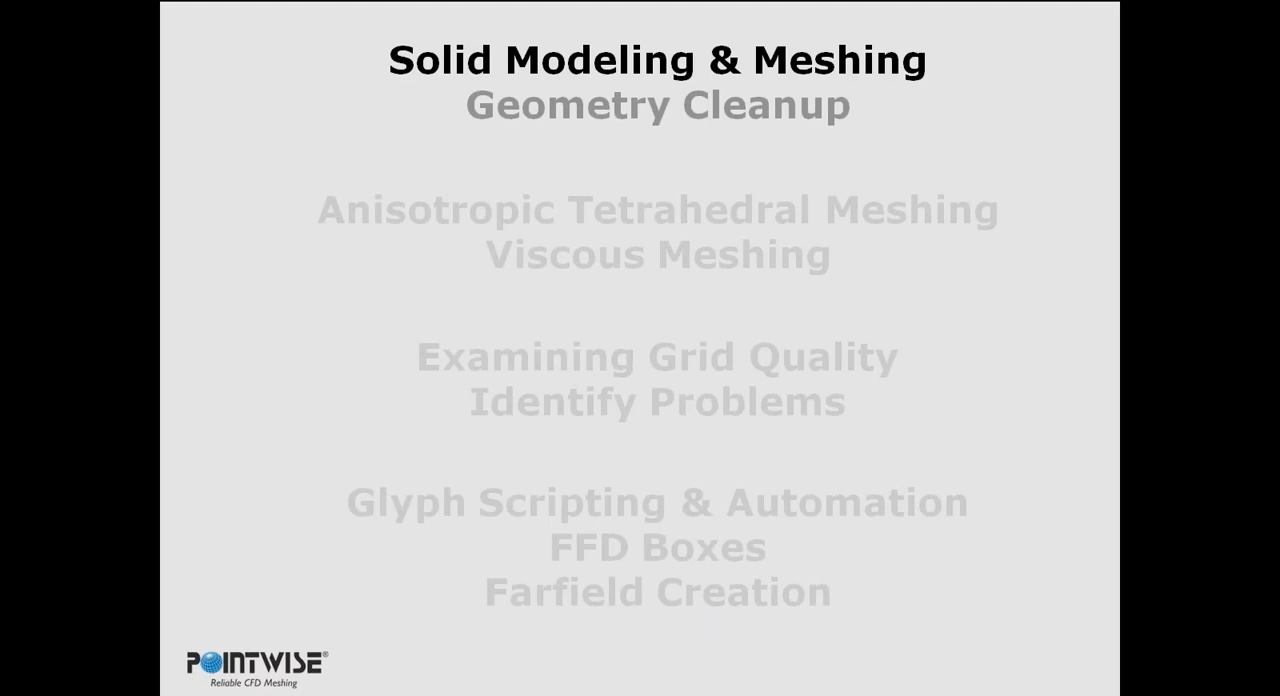 Solid Modeling & Meshing
Geometry Cleanup
Anisotropic Tetrahedral Meshing
Viscous Meshing
Examining Grid Quality
Identify Problems
Glyph Scripting & Automation
FFD Boxes
Farfield Creation
POINTWISE®
Reliable CFD Meshing